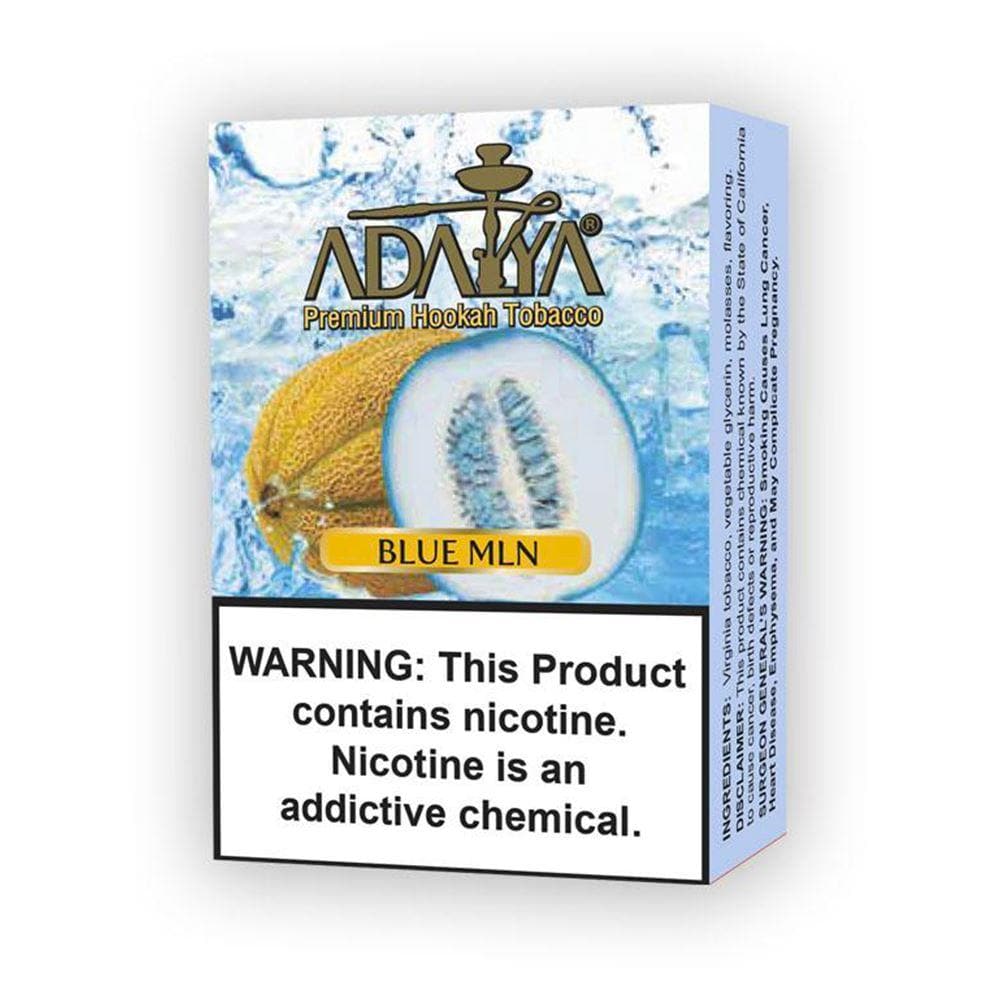 ADALYA®
Premium Hookah Tobacco
BLUE MLN
WARNING: This Product
contains nicotine.
Nicotine is an
addictive chemical.
INGREDIENTS: Virginia tobacco, vegetable glycerin, molasses, flavoring.
DISCLAIMER: This product contains chemical known by the State of California
to cause cancer, birth defects or reproductive harm.
SURGEON GENERAL'S WARNING: Smoking Causes Lung Cancer,
Heart Disease, Emphysema, and May Complicate Pregnancy.